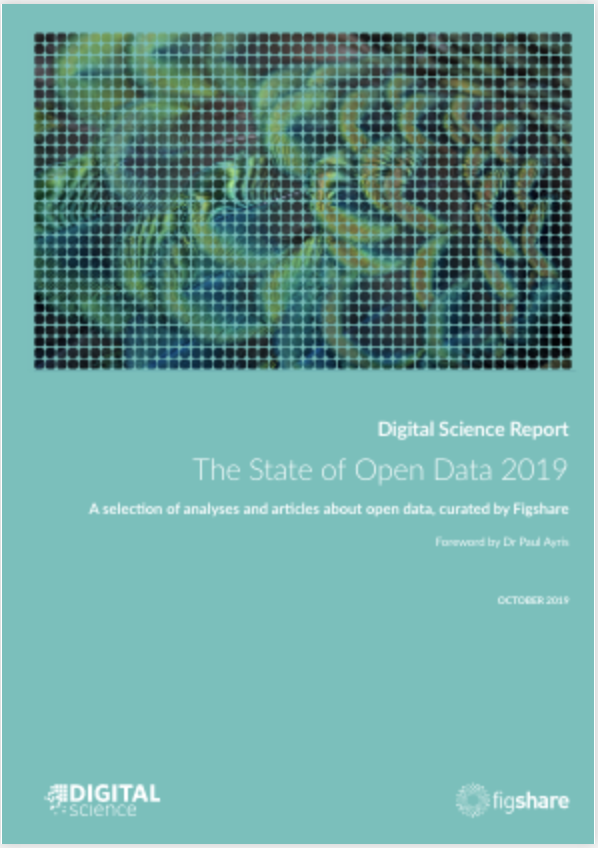 Digital Science Report
The State of Open Data 2019
A selection of analyses and articles about open data, curated by Figshare
Foreword by Dr Paul Ayris
OCTOBER 2019
DIGITAL
science
figshare